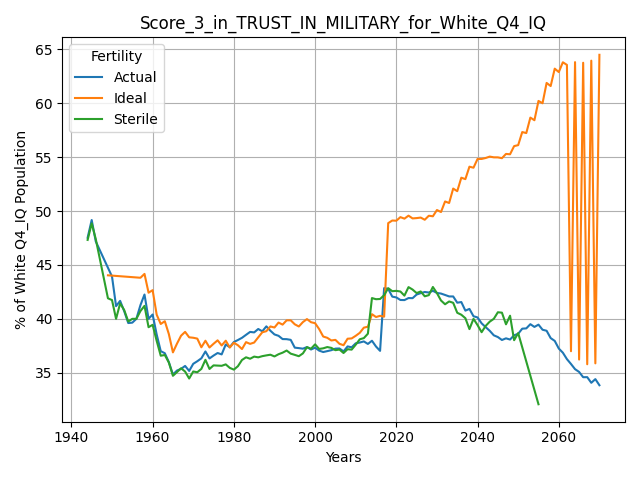 Score_3_in_TRUST_IN_MILITARY_for_White_Q4_IQ
% of White Q4_IQ Population
65
60
55
50
45
40
35
Fertility
Actual
Ideal
Sterile
1940
1960
1980
2000
2020
2040
2060
Years